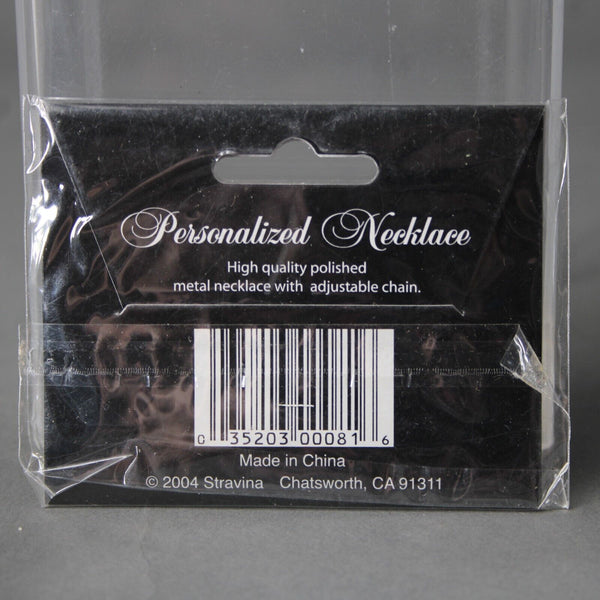 Personalized Necklace
High quality polished
metal necklace with adjustable chain.
0 35203 00081 6
Made in China
© 2004 Stravina Chatsworth, CA 91311